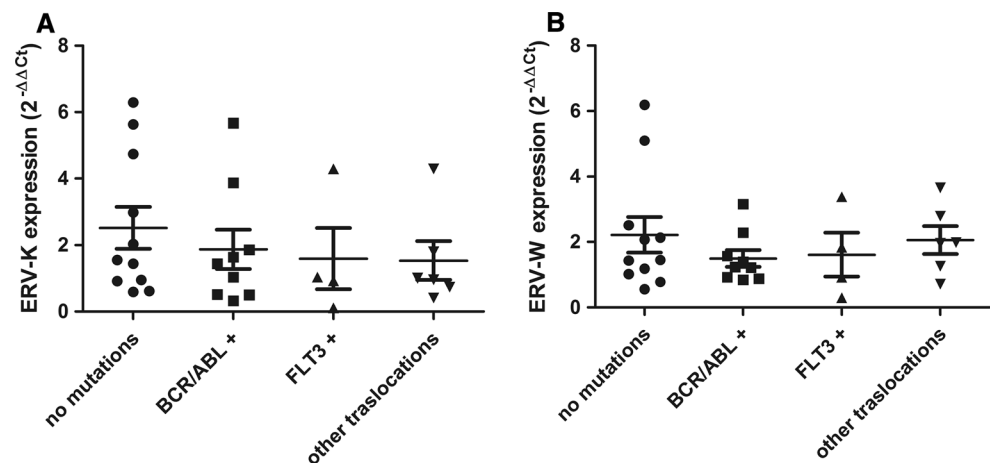 A
ERV-K expression (2^-ΔΔCt)
8
6
4
2
0
no mutations
BCR/ABL +
FLT3 +
other traslocations
B
ERV-W expression (2^-ΔΔCt)
8
6
4
2
0
no mutations
BCR/ABL +
FLT3 +
other traslocations